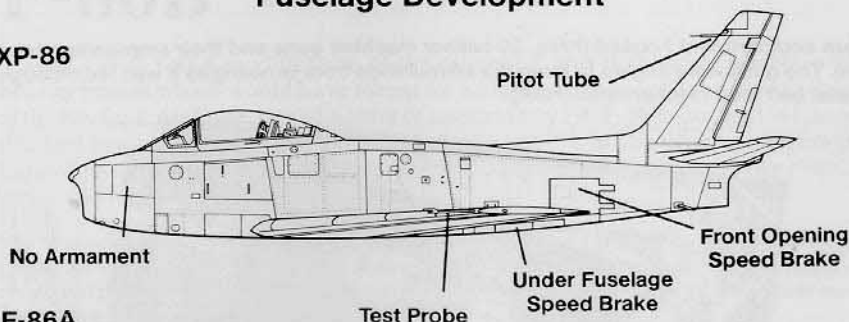 Fuselage Development
XP-86
Pitot Tube
No Armament
Test Probe
Under Fuselage
Speed Brake
Front Opening
Speed Brake
F-86A